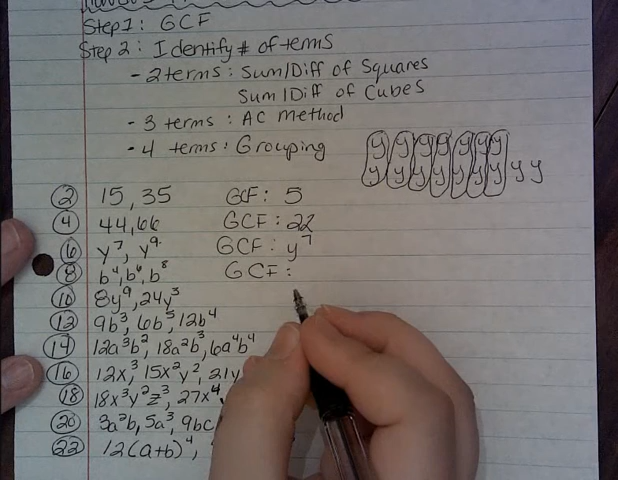 Step 1: GCF
Step 2: Identify # of terms
- 2 terms: Sum/Diff of Squares
Sum/Diff of Cubes
- 3 terms: AC method
- 4 terms: Grouping
y y y y y y y
y y y y y y y y y
2 15, 35 GCF: 5
4 44, 66 GCF: 22
6 y⁷, y⁹ GCF: y⁷
8 b⁴, b⁶, b⁸ GCF:
10 8y⁹, 24y³
12 9b³, 6b⁵, 12b⁴
14 12a³b², 18a²b³, 6a⁴b⁴
16 12x³, 15x²y², 21y
18 18x³y²z³, 27x⁴
20 3a²b, 5a³, 9bc
22 12(a+b)⁴,